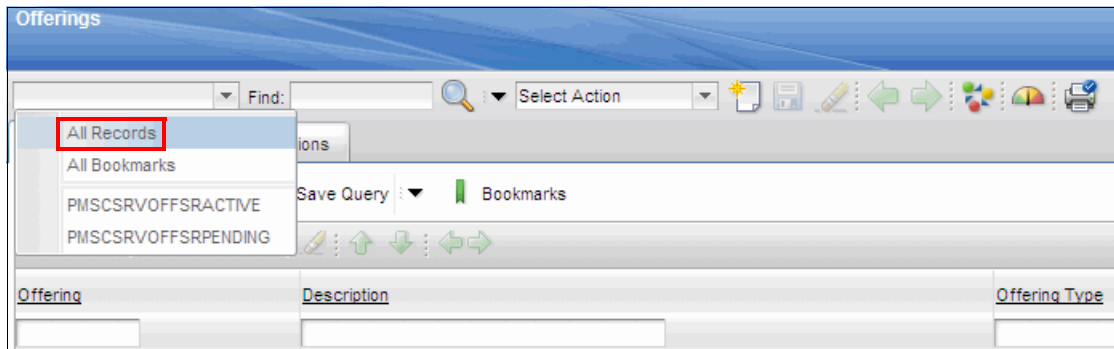 Offerings
Find: Select Action
All Records
ions
All Bookmarks
Save Query Bookmarks
PMSCSRVOFFSRACTIVE
PMSCSRVOFFSRPENDING
Offering Description Offering Type